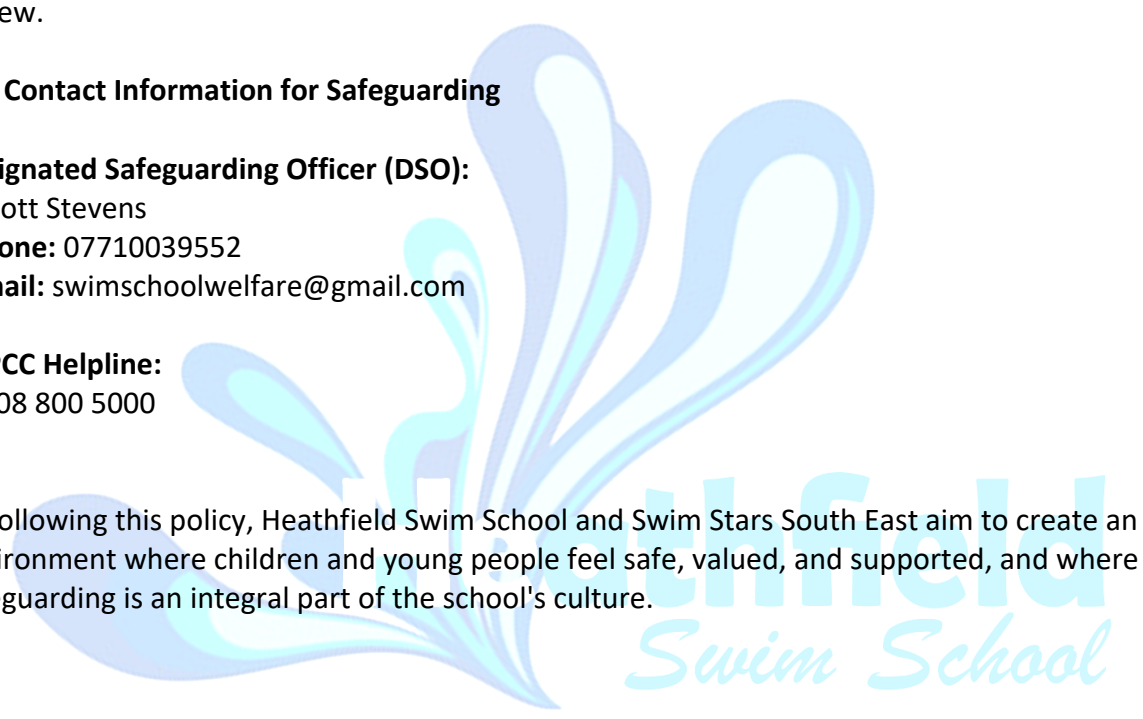 ew.
Contact Information for Safeguarding
ignated Safeguarding Officer (DSO):
ott Stevens
one: 07710039552
ail: swimschoolwelfare@gmail.com
PCC Helpline:
08 800 5000
ollowing this policy, Heathfield Swim School and Swim Stars South East aim to create an
ironment where children and young people feel safe, valued, and supported, and where
eguarding is an integral part of the school's culture.
Heathfield
Swim School